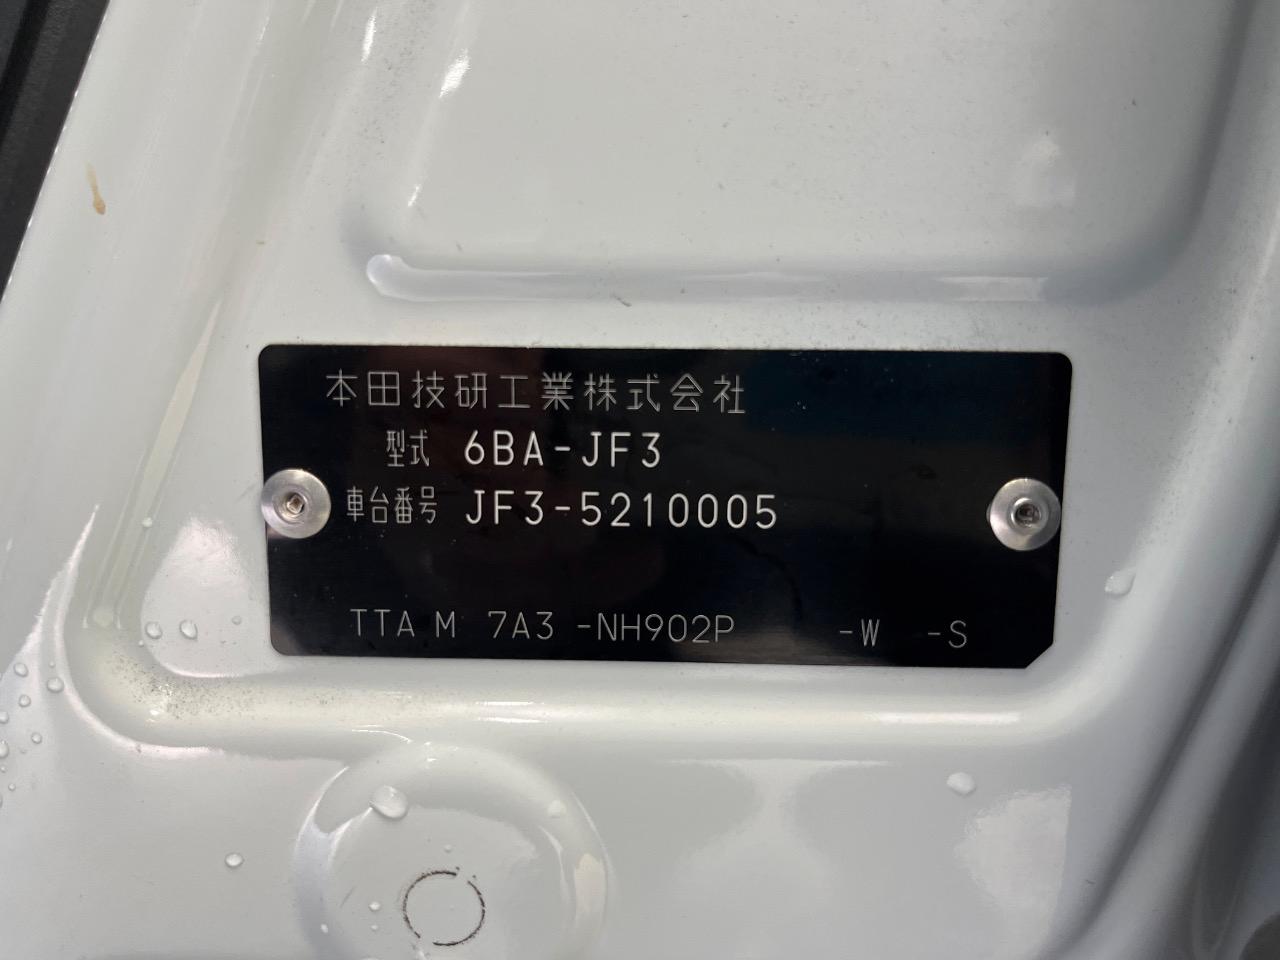 本田技研工業株式会社
型式 6BA-JF3
車台番号 JF3-5210005
TTA M 7A3 -NH902P -W -S